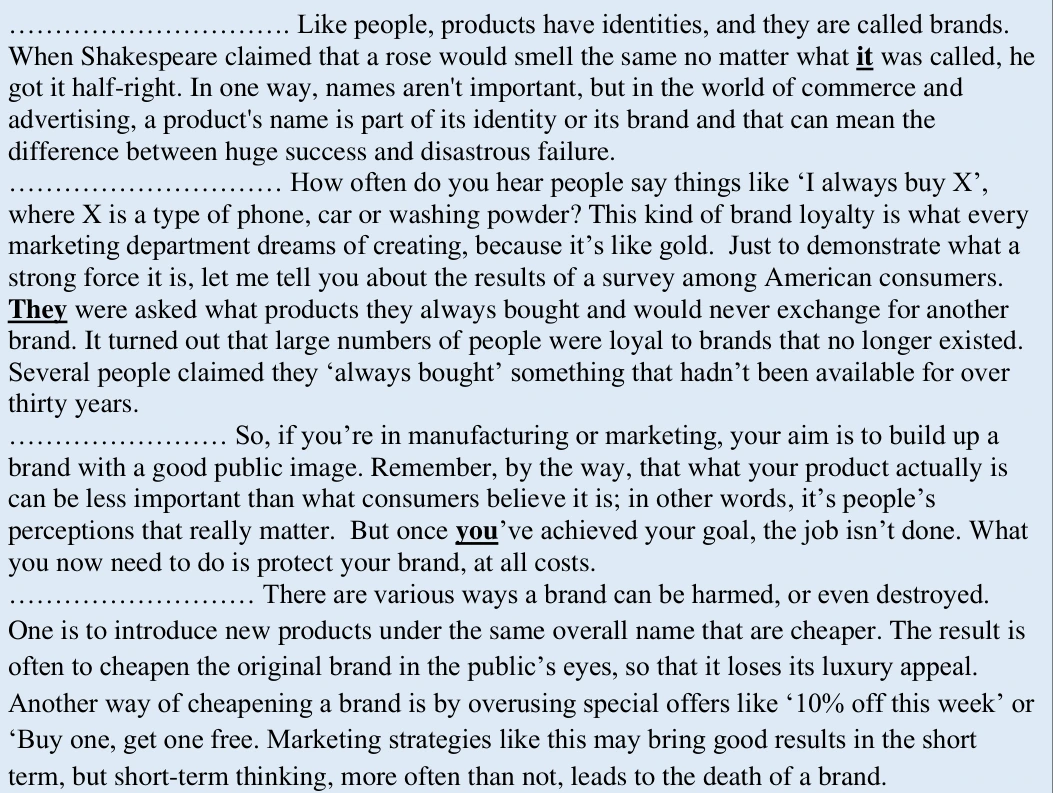 …………………………. Like people, products have identities, and they are called brands.
When Shakespeare claimed that a rose would smell the same no matter what it was called, he
got it half-right. In one way, names aren't important, but in the world of commerce and
advertising, a product's name is part of its identity or its brand and that can mean the
difference between huge success and disastrous failure.
………………………… How often do you hear people say things like ‘I always buy X’,
where X is a type of phone, car or washing powder? This kind of brand loyalty is what every
marketing department dreams of creating, because it’s like gold.  Just to demonstrate what a
strong force it is, let me tell you about the results of a survey among American consumers.
They were asked what products they always bought and would never exchange for another
brand. It turned out that large numbers of people were loyal to brands that no longer existed.
Several people claimed they ‘always bought’ something that hadn’t been available for over
thirty years.
…………………… So, if you’re in manufacturing or marketing, your aim is to build up a
brand with a good public image. Remember, by the way, that what your product actually is
can be less important than what consumers believe it is; in other words, it’s people’s
perceptions that really matter.  But once you’ve achieved your goal, the job isn’t done. What
you now need to do is protect your brand, at all costs.
……………………… There are various ways a brand can be harmed, or even destroyed.
One is to introduce new products under the same overall name that are cheaper. The result is
often to cheapen the original brand in the public’s eyes, so that it loses its luxury appeal.
Another way of cheapening a brand is by overusing special offers like ‘10% off this week’ or
‘Buy one, get one free. Marketing strategies like this may bring good results in the short
term, but short-term thinking, more often than not, leads to the death of a brand.